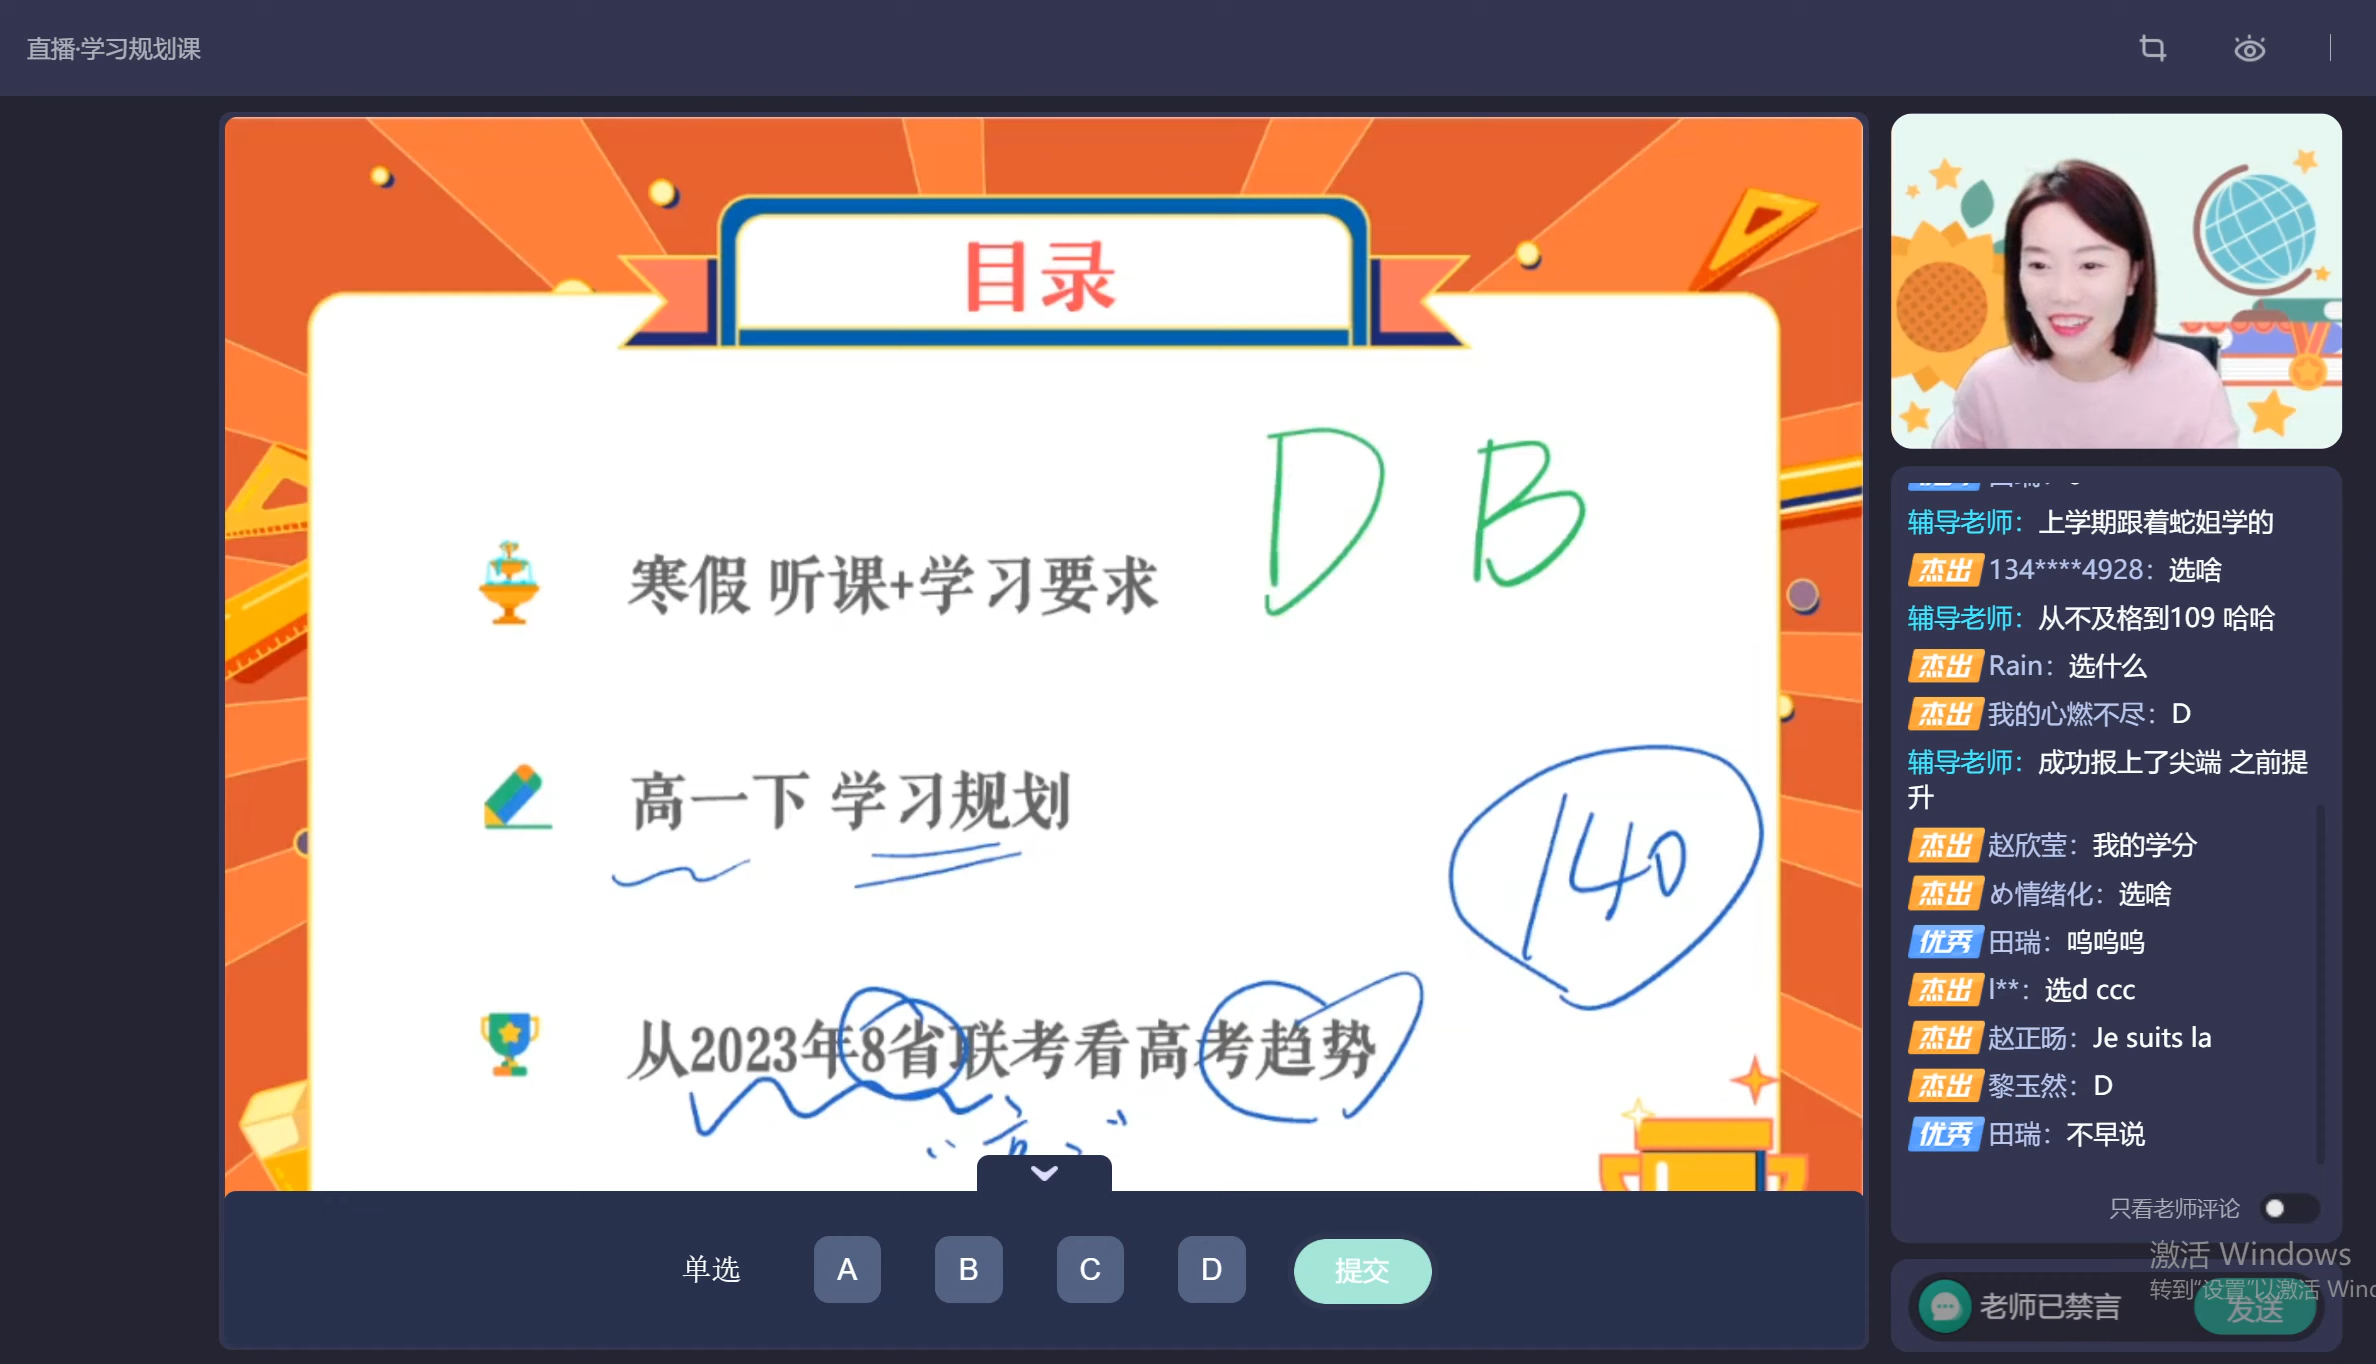 直播·学习规划课
目录
D B
寒假 听课+学习要求
高一下 学习规划
140
从2023年8省联考看高考趋势
单选 A B C D 提交
辅导老师：上学期跟着蛇姐学的
杰出 134****4928：选啥
辅导老师：从不及格到109 哈哈
杰出 Rain：选什么
杰出 我的心燃不尽：D
辅导老师：成功报上了尖端 之前提
升
杰出 赵欣莹：我的学分
杰出 め情绪化：选啥
优秀 田瑞：呜呜呜
杰出 l**：选d ccc
杰出 赵正旸：Je suits la
杰出 黎玉然：D
优秀 田瑞：不早说
只看老师评论
激活 Windows
转到"设置"以激活 Winc
老师已禁言 发送